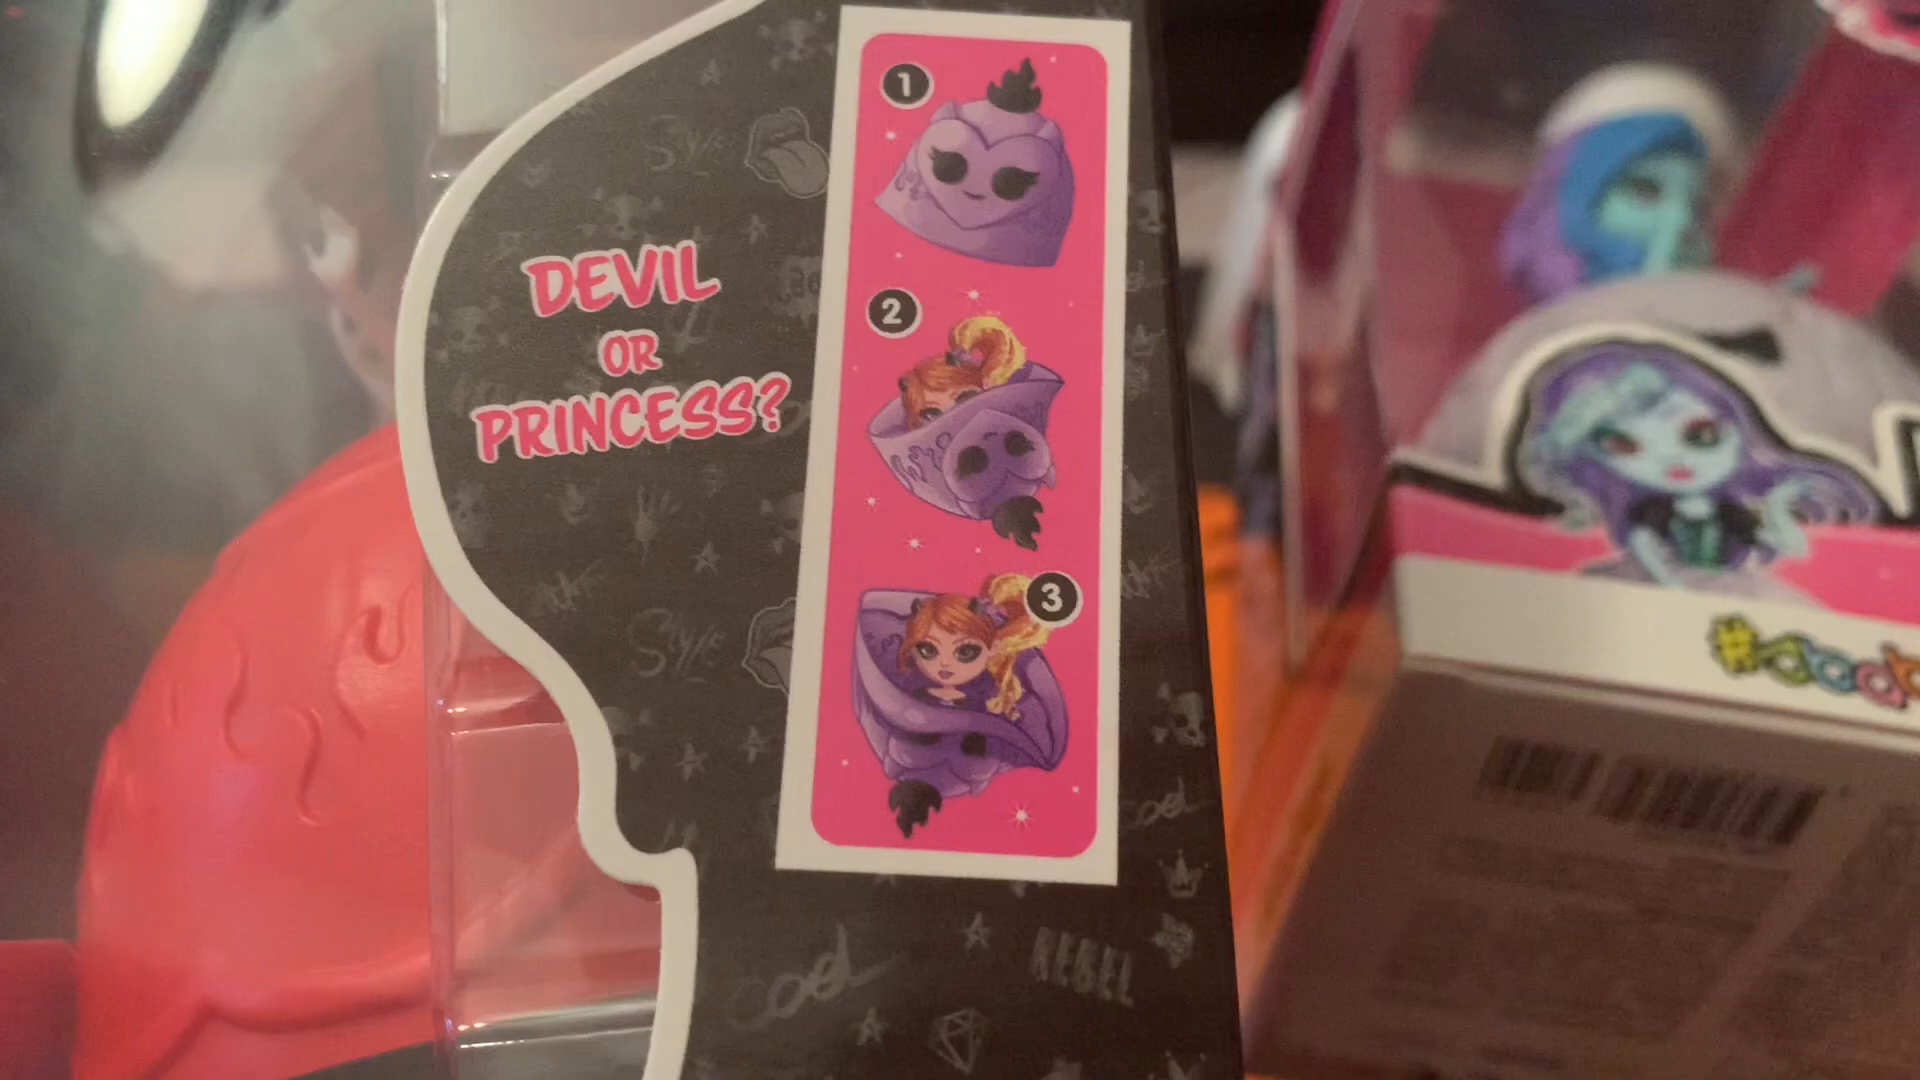 DEVIL
OR
PRINCESS?
1
2
3
Style
Style
cool
REBEL
cool